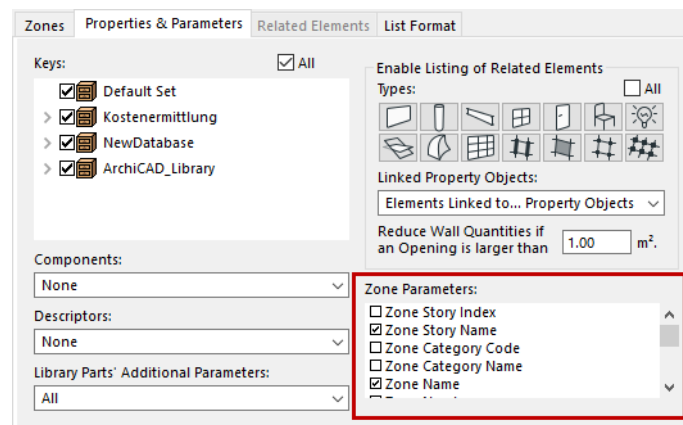 Zones
Properties & Parameters
Related Elements
List Format
Keys:
All
Default Set
Kostenermittlung
NewDatabase
ArchiCAD_Library
Components:
None
Descriptors:
None
Library Parts' Additional Parameters:
All
Enable Listing of Related Elements
Types:
All
Linked Property Objects:
Elements Linked to... Property Objects
Reduce Wall Quantities if
an Opening is larger than
1.00
m².
Zone Parameters:
Zone Story Index
Zone Story Name
Zone Category Code
Zone Category Name
Zone Name